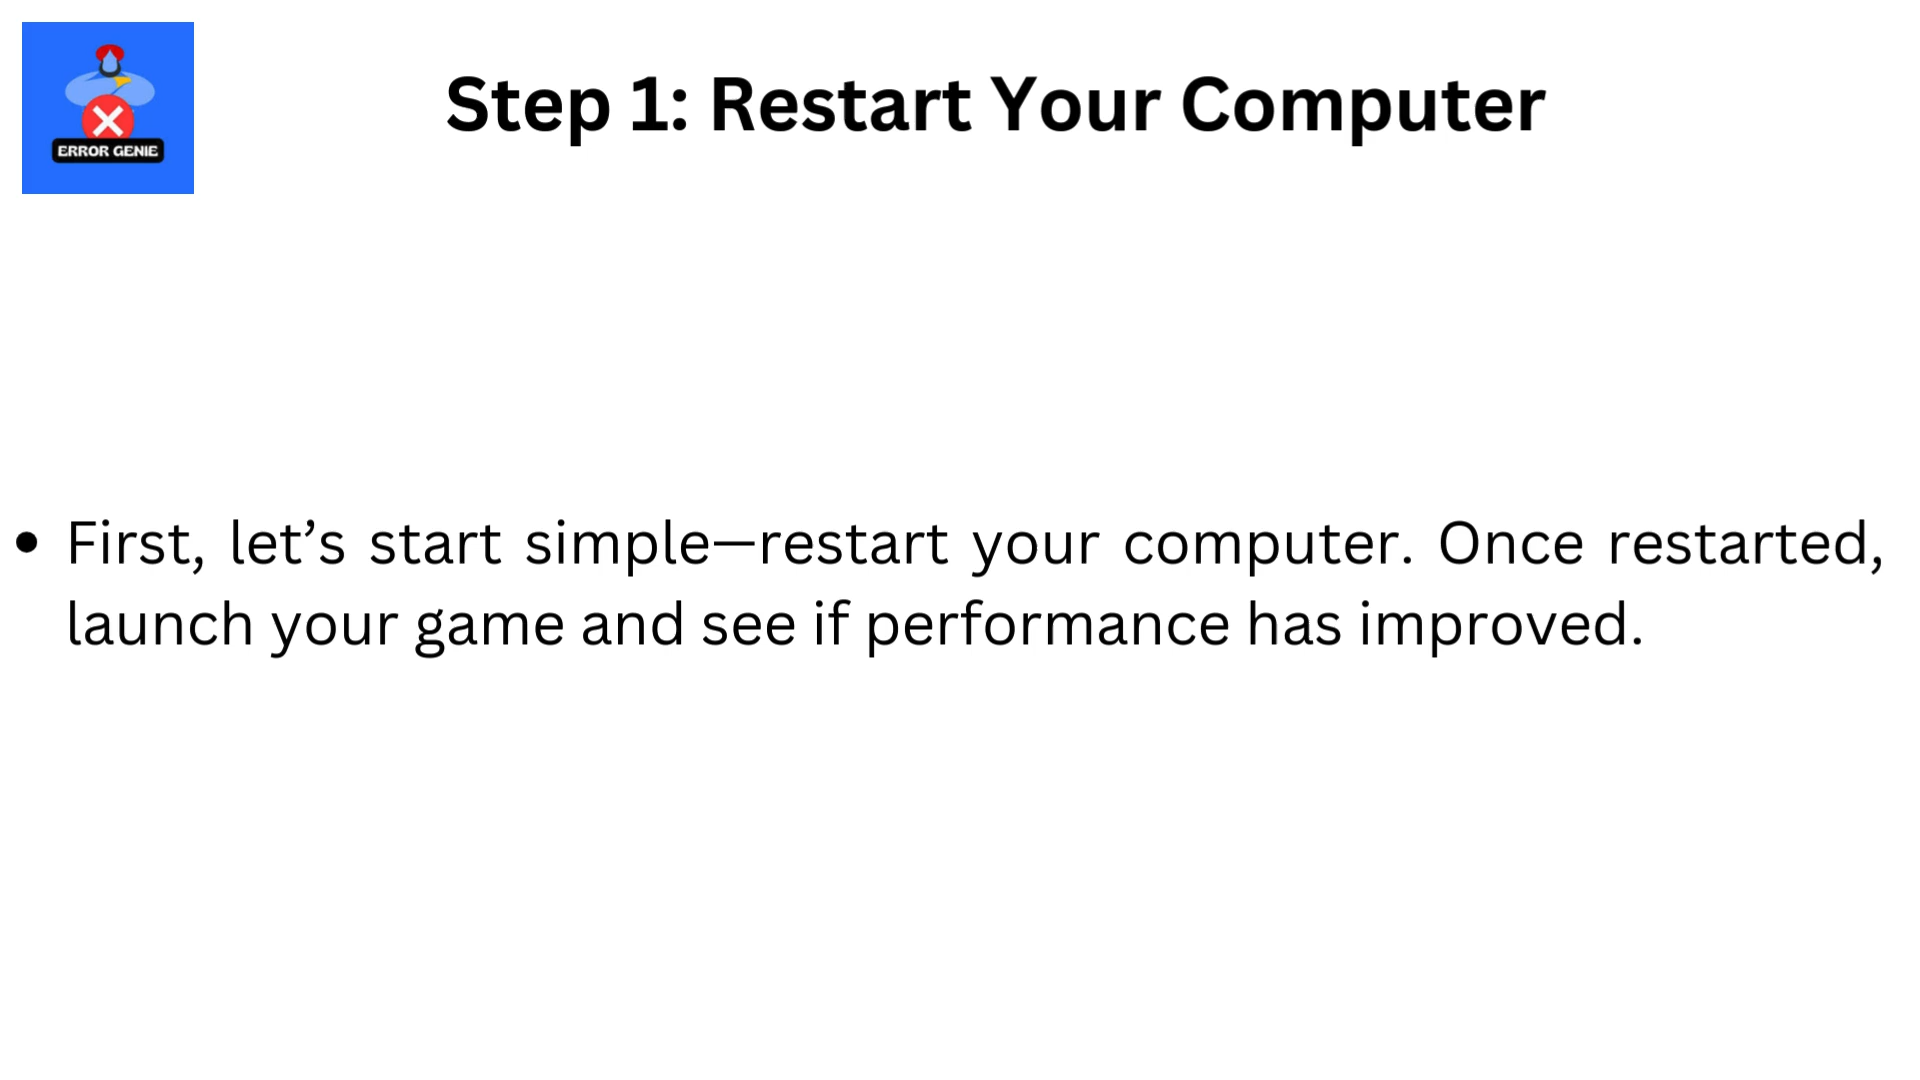 ERROR GENIE
Step 1: Restart Your Computer
• First, let’s start simple—restart your computer. Once restarted,
launch your game and see if performance has improved.